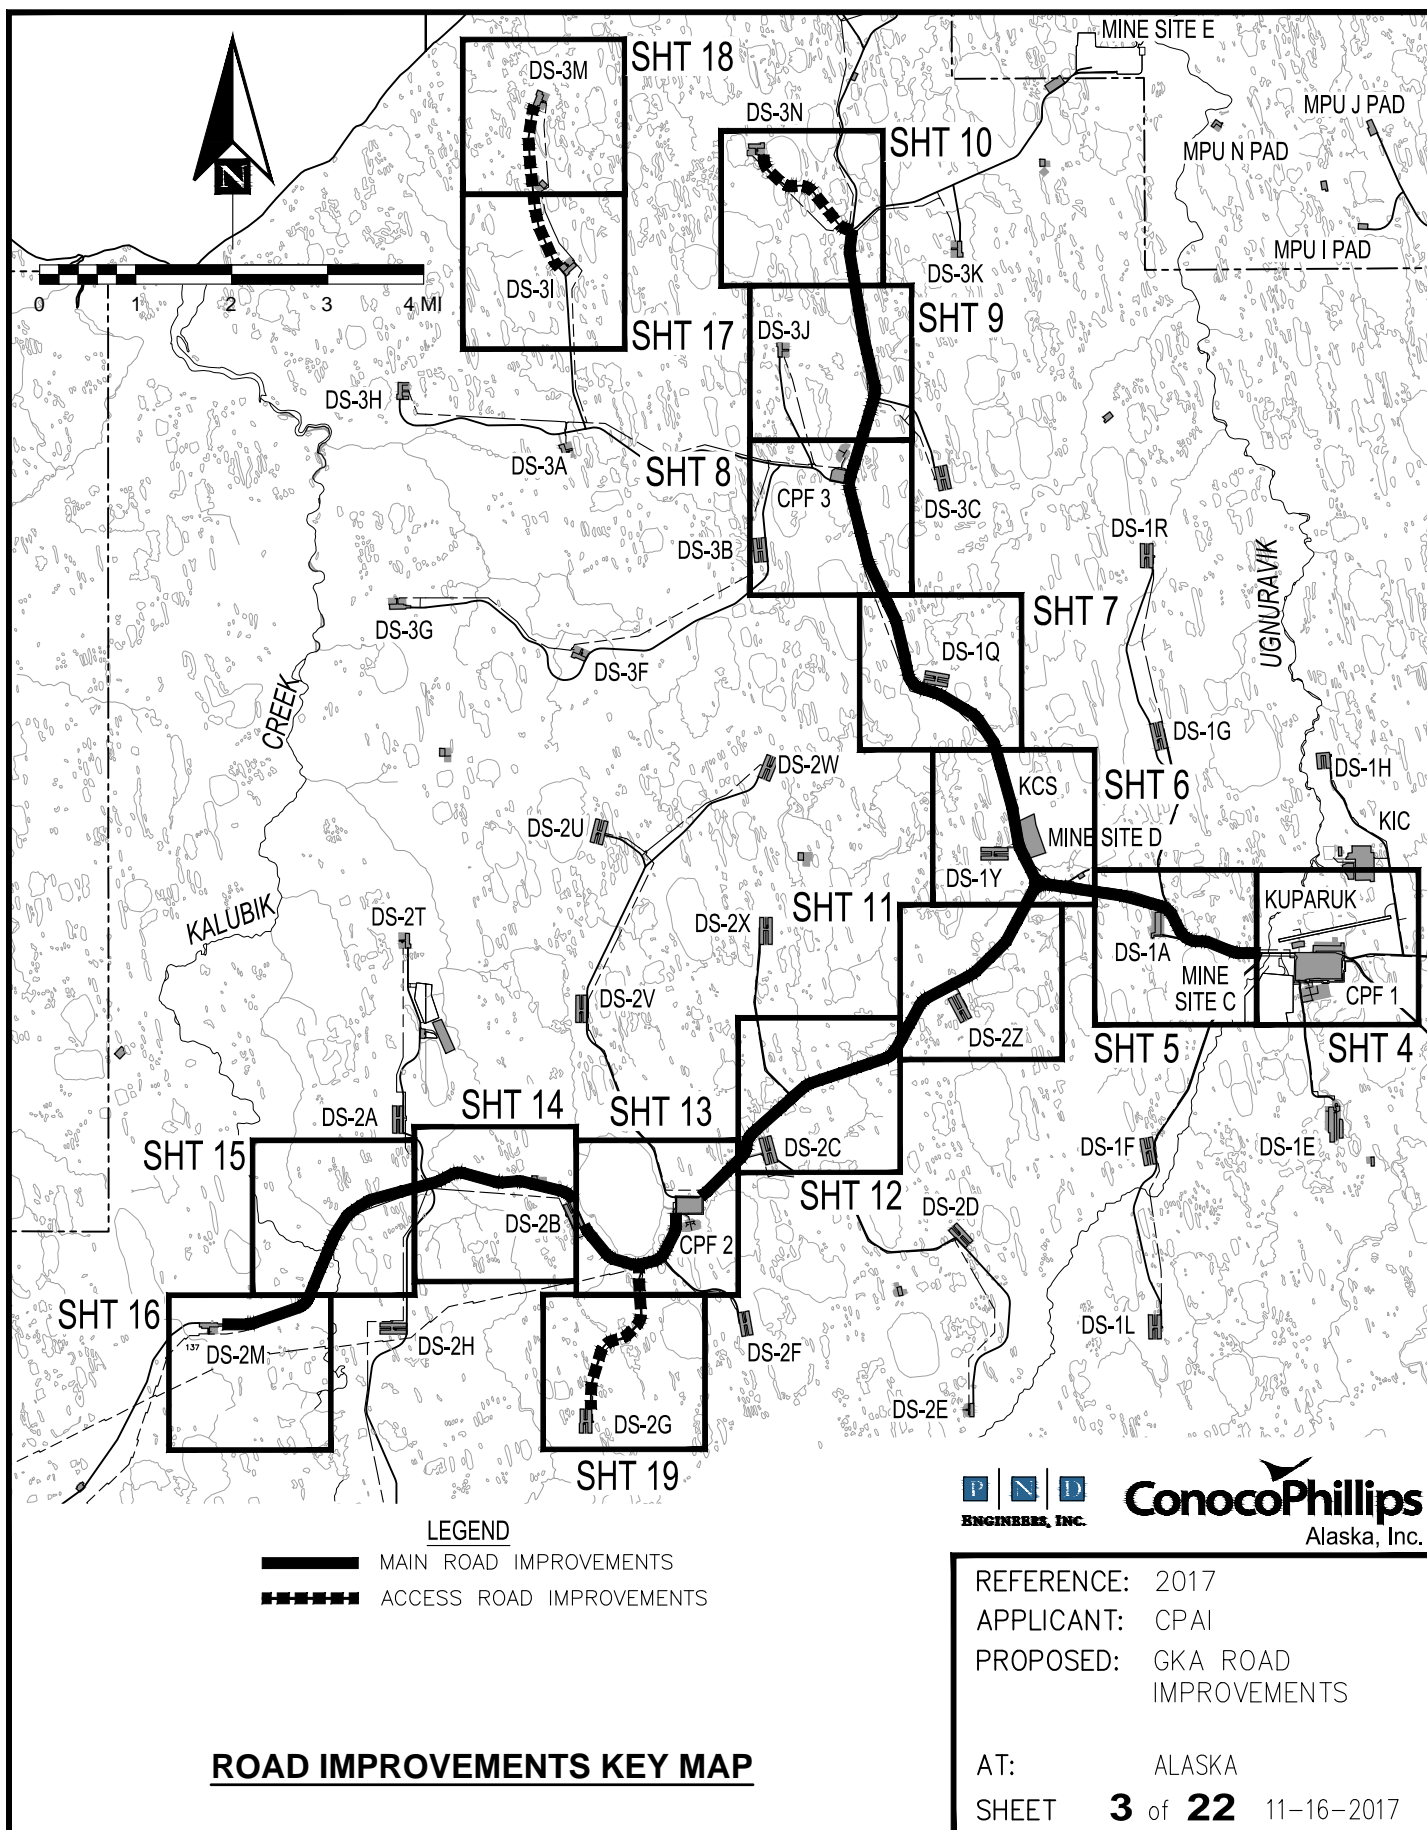 MINE SITE E
SHT 18
DS-3M
DS-3N
MPU J PAD
SHT 10
MPU N PAD
N
MPU I PAD
DS-3K
DS-3I
0 1 2 3 4 MI
SHT 9
SHT 17
DS-3J
DS-3H
DS-3A
SHT 8
CPF 3
DS-3C
DS-1R
DS-3B
UGNURAVIK
SHT 7
DS-3G
DS-3F
DS-1Q
CREEK
DS-1G
DS-2W
DS-1H
KCS
SHT 6
DS-2U
KIC
MINE SITE D
DS-1Y
KUPARUK
SHT 11
KALUBIK
DS-2T
DS-2X
DS-1A
MINE
SITE C
CPF 1
DS-2V
DS-2Z
SHT 5
SHT 4
SHT 14
SHT 13
DS-2A
DS-2C
DS-1F
DS-1E
SHT 15
SHT 12
DS-2B
DS-2D
CPF 2
SHT 16
137
DS-2M
DS-2H
DS-2F
DS-1L
DS-2E
DS-2G
SHT 19
P N D
ENGINEERS, INC.
ConocoPhillips
Alaska, Inc.
LEGEND
MAIN ROAD IMPROVEMENTS
ACCESS ROAD IMPROVEMENTS
REFERENCE: 2017
APPLICANT: CPAI
PROPOSED: GKA ROAD
IMPROVEMENTS
ROAD IMPROVEMENTS KEY MAP
AT: ALASKA
SHEET 3 of 22 11-16-2017